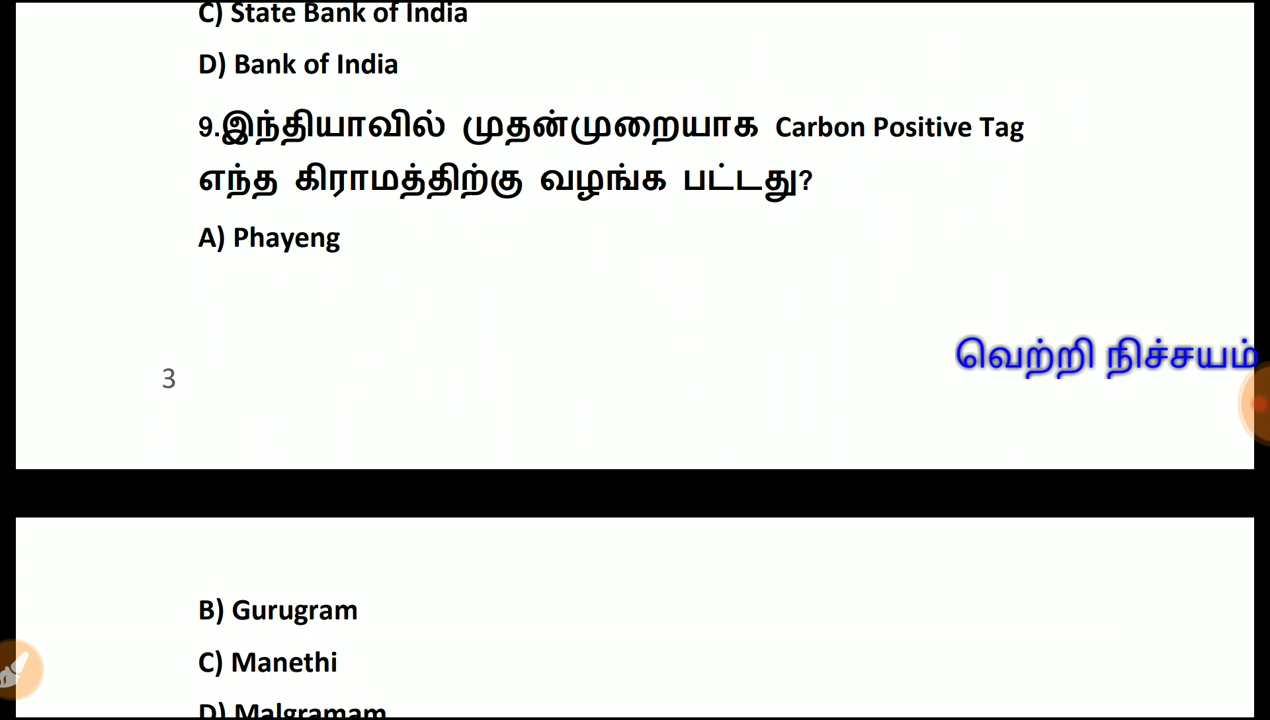 C) State Bank of India
D) Bank of India
9.இந்தியாவில் முதன்முறையாக Carbon Positive Tag
எந்த கிராமத்திற்கு வழங்க பட்டது?
A) Phayeng
வெற்றி நிச்சயம்
3
B) Gurugram
C) Manethi
D) Malgramam